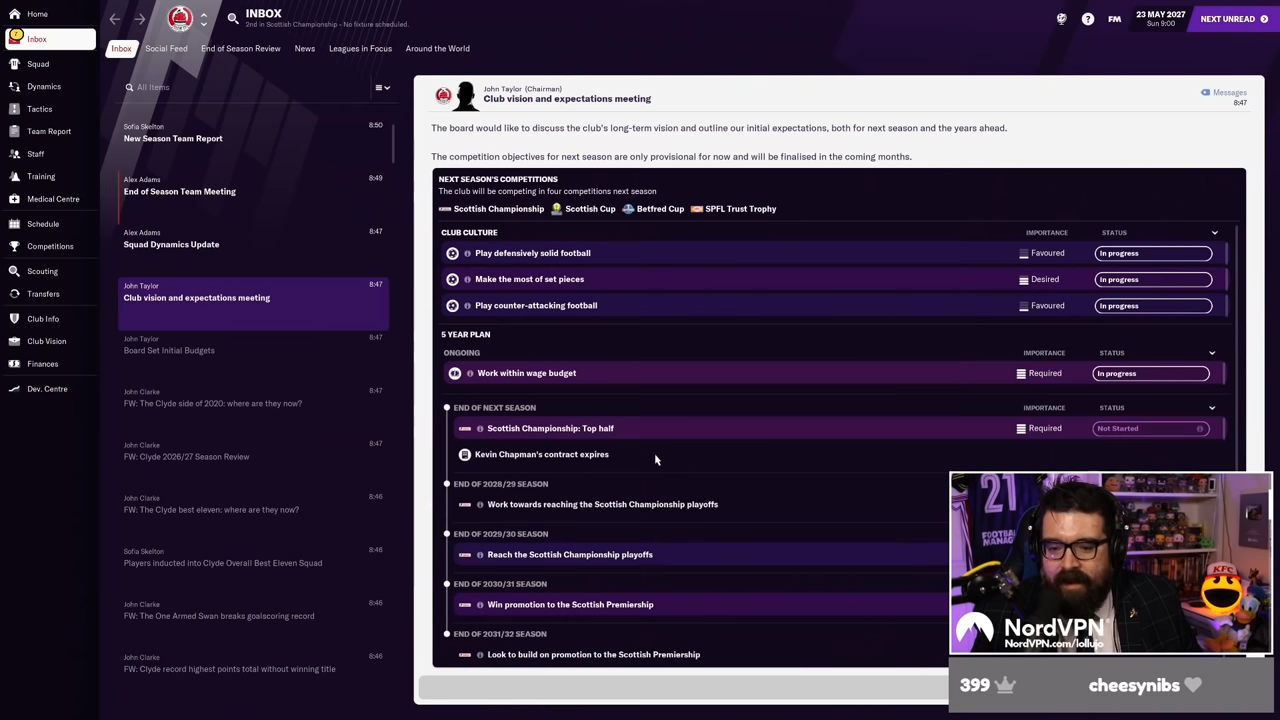 Home
Inbox
7
Squad
Dynamics
Tactics
Team Report
Staff
Training
Medical Centre
Schedule
Competitions
Scouting
Transfers
Club Info
Club Vision
Finances
Dev. Centre
INBOX
2nd in Scottish Championship - No fixture scheduled.
FM
23 MAY 2027
Sun 9:00
NEXT UNREAD
Inbox
Social Feed
End of Season Review
News
Leagues in Focus
Around the World
All Items
Sofia Skelton 8:50
New Season Team Report
Alex Adams 8:49
End of Season Team Meeting
Alex Adams 8:47
Squad Dynamics Update
John Taylor 8:47
Club vision and expectations meeting
John Taylor 8:47
Board Set Initial Budgets
John Clarke 8:47
FW: The Clyde side of 2020: where are they now?
John Clarke 8:47
FW: Clyde 2026/27 Season Review
John Clarke 8:46
FW: The Clyde best eleven: where are they now?
Sofia Skelton 8:46
Players inducted into Clyde Overall Best Eleven Squad
John Clarke 8:46
FW: The One Armed Swan breaks goalscoring record
John Clarke 8:46
FW: Clyde record highest points total without winning title
John Taylor (Chairman)
Club vision and expectations meeting
Messages
8:47
The board would like to discuss the club's long-term vision and outline our initial expectations, both for next season and the years ahead.
The competition objectives for next season are only provisional for now and will be finalised in the coming months.
NEXT SEASON'S COMPETITIONS
The club will be competing in four competitions next season
Scottish Championship Scottish Cup Betfred Cup SPFL Trust Trophy
CLUB CULTURE IMPORTANCE STATUS
Play defensively solid football Favoured In progress
Make the most of set pieces Desired In progress
Play counter-attacking football Favoured In progress
5 YEAR PLAN
ONGOING IMPORTANCE STATUS
Work within wage budget Required In progress
END OF NEXT SEASON IMPORTANCE STATUS
Scottish Championship: Top half Required Not Started
Kevin Chapman's contract expires
END OF 2028/29 SEASON
Work towards reaching the Scottish Championship playoffs
END OF 2029/30 SEASON
Reach the Scottish Championship playoffs
END OF 2030/31 SEASON
Win promotion to the Scottish Premiership
END OF 2031/32 SEASON
Look to build on promotion to the Scottish Premiership
21
FOOTBALL
KFC
NordVPN
NordVPN.com/lollujo
399 cheesynibs